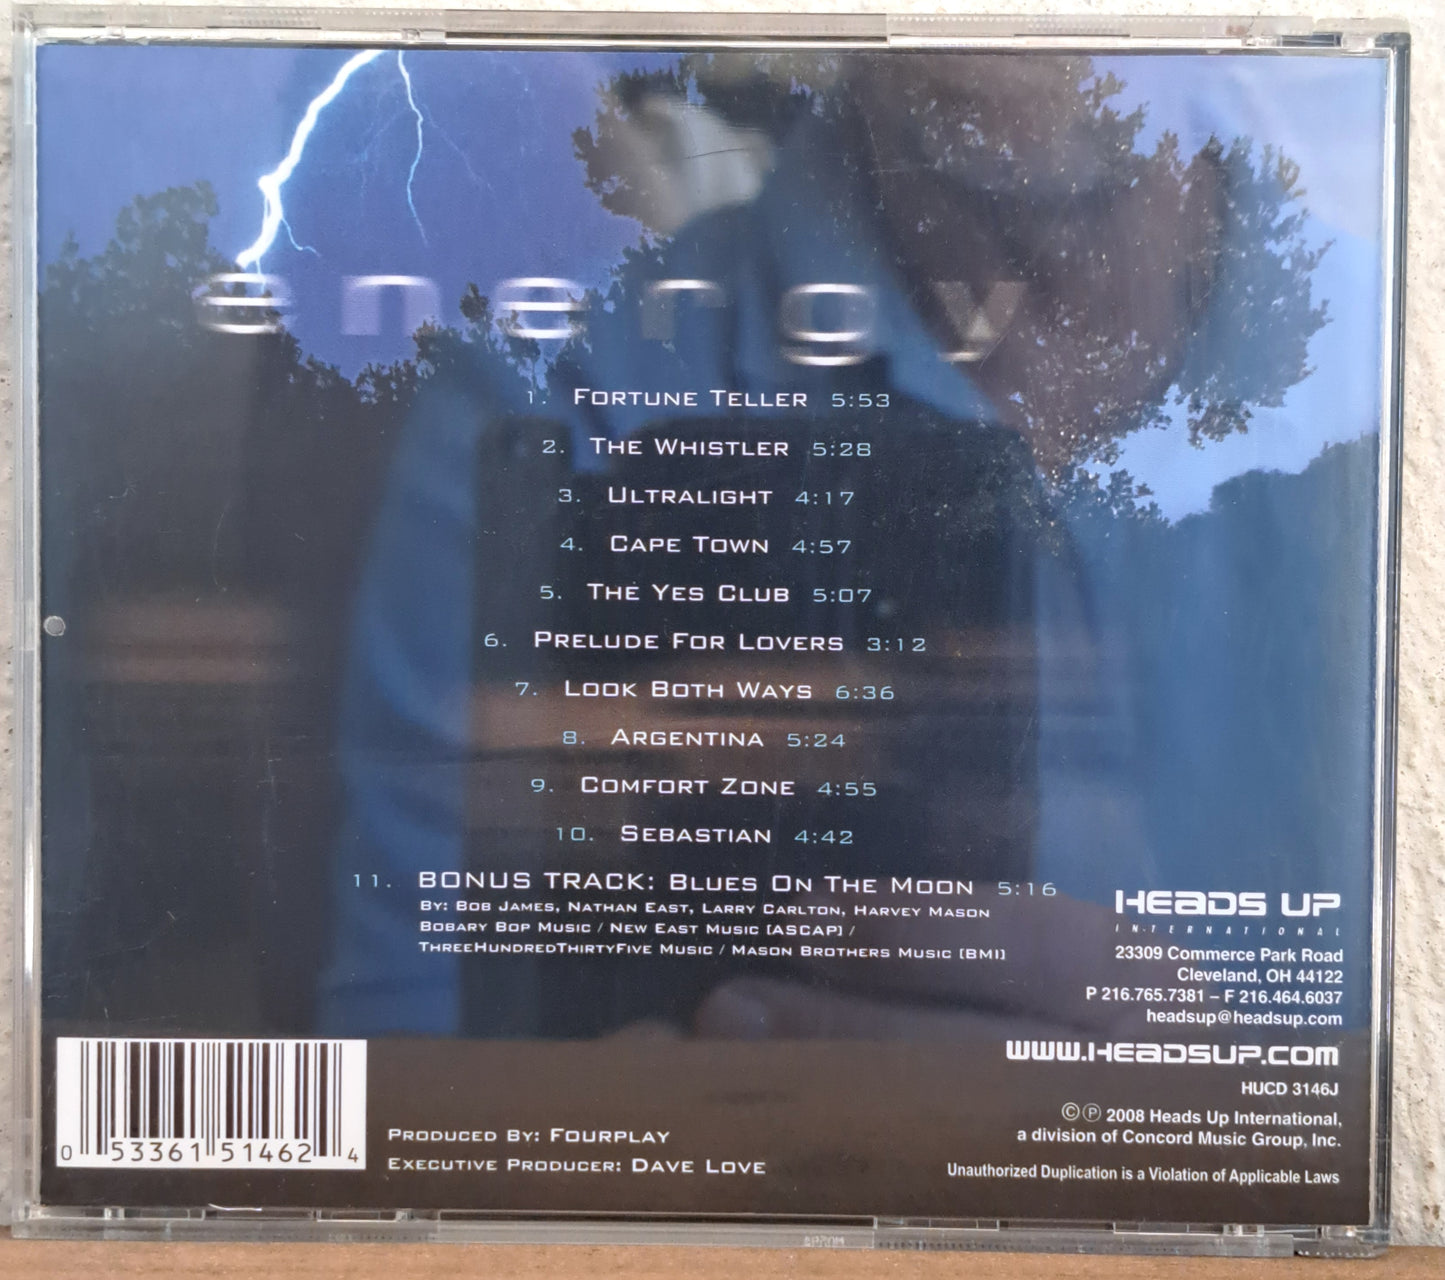 energy
1. FORTUNE TELLER 5:53
2. THE WHISTLER 5:28
3. ULTRALIGHT 4:17
4. CAPE TOWN 4:57
5. THE YES CLUB 5:07
6. PRELUDE FOR LOVERS 3:12
7. LOOK BOTH WAYS 6:36
8. ARGENTINA 5:24
9. COMFORT ZONE 4:55
10. SEBASTIAN 4:42
11. BONUS TRACK: BLUES ON THE MOON 5:16
BY: BOB JAMES, NATHAN EAST, LARRY CARLTON, HARVEY MASON
BOBARY BOP MUSIC / NEW EAST MUSIC (ASCAP) /
THREEHUNDREDTHIRTYFIVE MUSIC / MASON BROTHERS MUSIC (BMI)
HEADS UP
INTERNATIONAL
23309 Commerce Park Road
Cleveland, OH 44122
P 216.765.7381 – F 216.464.6037
headsup@headsup.com
www.HEADSUP.com
HUCD 3146J
©℗ 2008 Heads Up International,
a division of Concord Music Group, Inc.
Unauthorized Duplication is a Violation of Applicable Laws
0 53361 51462 4
PRODUCED BY: FOURPLAY
EXECUTIVE PRODUCER: DAVE LOVE